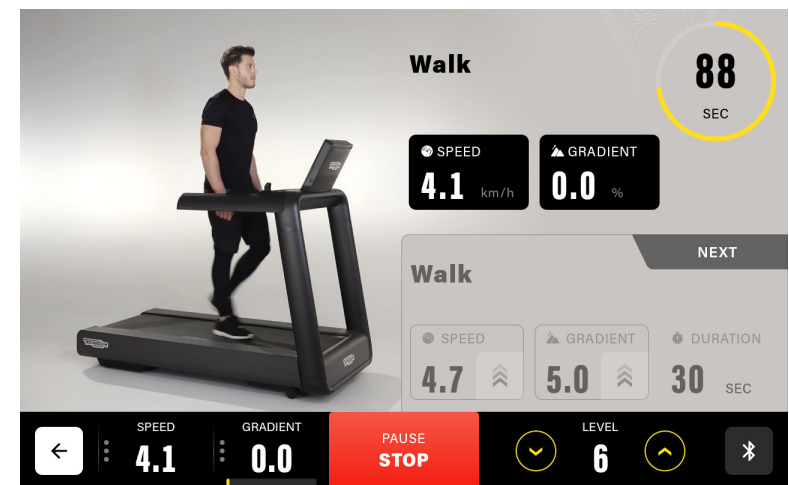 Walk
88
SEC
SPEED
4.1 km/h
GRADIENT
0.0 %
NEXT
Walk
SPEED
4.7
GRADIENT
5.0
DURATION
30 SEC
SPEED
4.1
GRADIENT
0.0
PAUSE
STOP
LEVEL
6